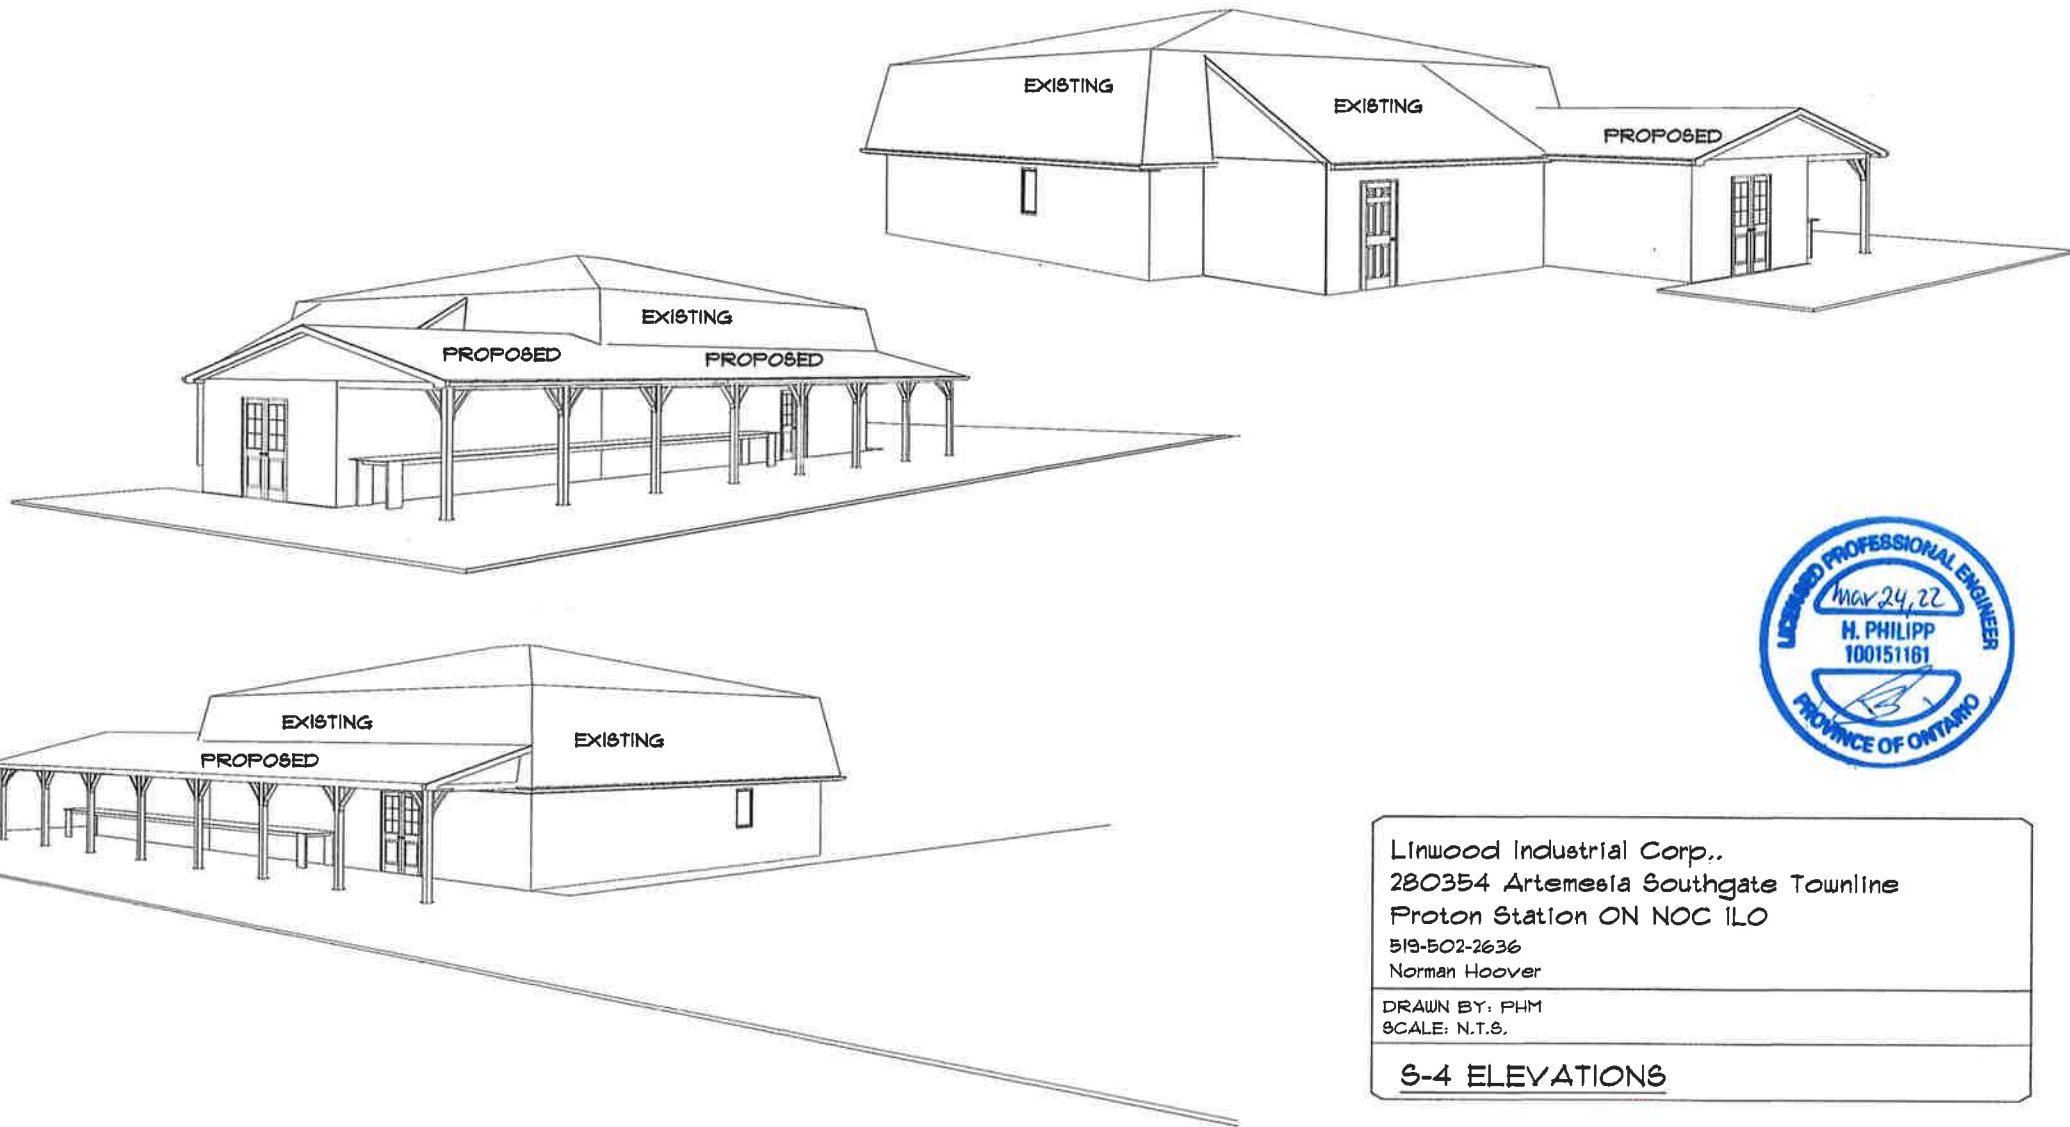 EXISTING
EXISTING
PROPOSED
EXISTING
PROPOSED
PROPOSED
EXISTING
EXISTING
PROPOSED
LICENSED PROFESSIONAL ENGINEER
Mar 24, 22
H. PHILIPP
100151161
PROVINCE OF ONTARIO
Linwood Industrial Corp..
280354 Artemesia Southgate Townline
Proton Station ON NOC 1LO
519-502-2636
Norman Hoover
DRAWN BY: PHM
SCALE: N.T.S.
S-4 ELEVATIONS